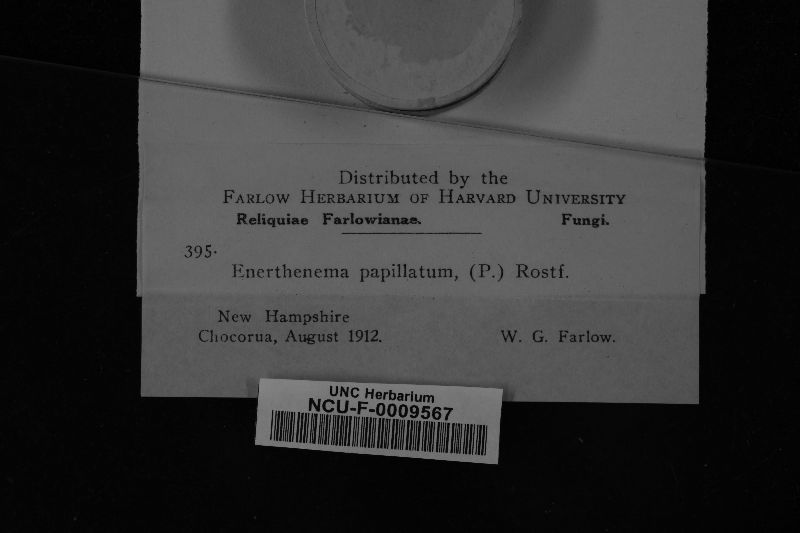 Distributed by the
FARLOW HERBARIUM OF HARVARD UNIVERSITY
Reliquiae Farlowianae. Fungi.
395.
Enerthenema papillatum, (P.) Rostf.
New Hampshire
Chocorua, August 1912. W. G. Farlow.
UNC Herbarium
NCU-F-0009567